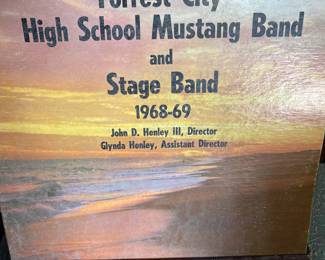 Forrest City
High School Mustang Band
and
Stage Band
1968-69
John D. Henley III, Director
Glynda Henley, Assistant Director